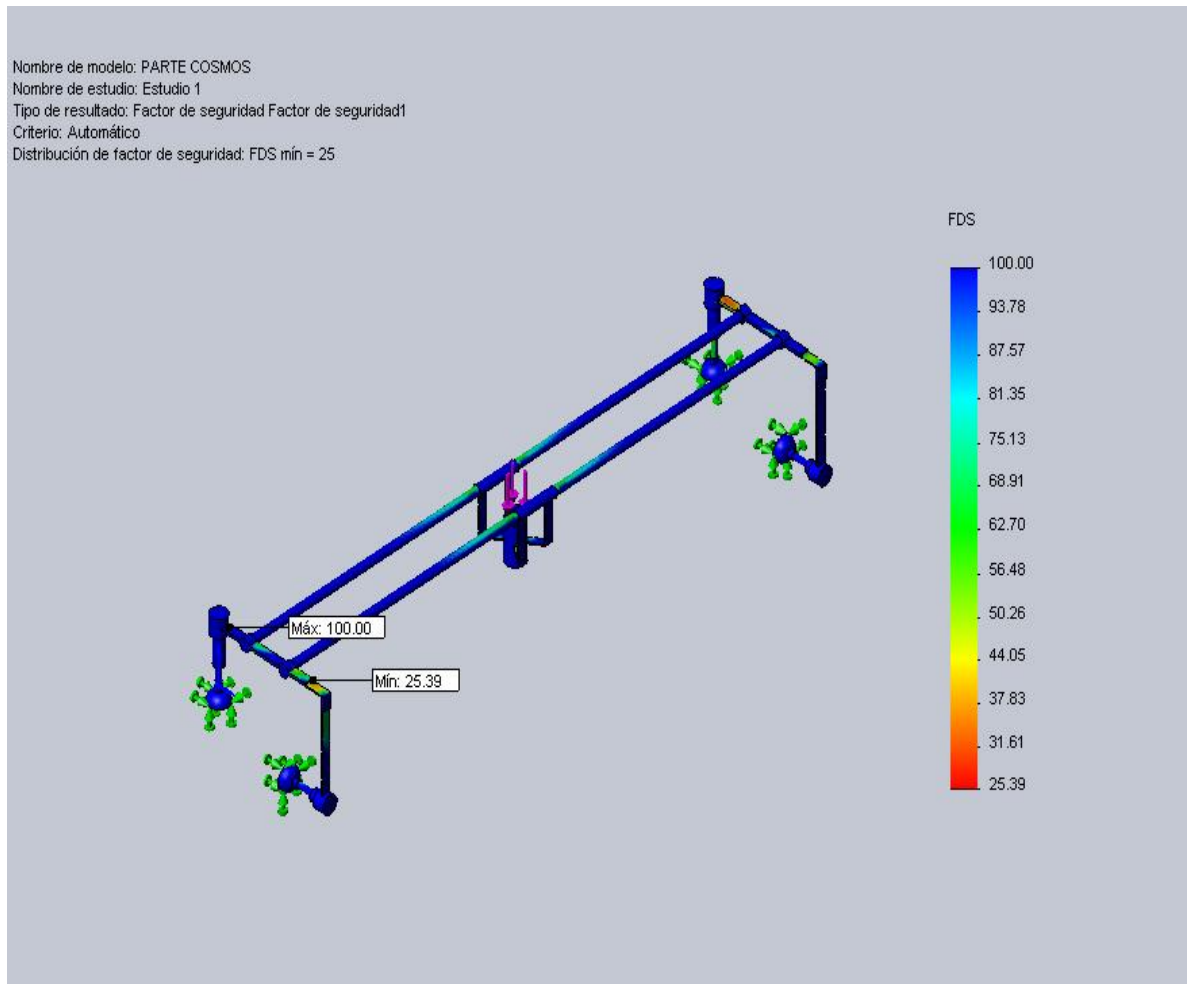 Nombre de modelo: PARTE COSMOS
Nombre de estudio: Estudio 1
Tipo de resultado: Factor de seguridad Factor de seguridad1
Criterio: Automático
Distribución de factor de seguridad: FDS mín = 25
FDS
100.00
93.78
87.57
81.35
75.13
68.91
62.70
56.48
50.26
44.05
37.83
31.61
25.39
Máx: 100.00
Mín: 25.39